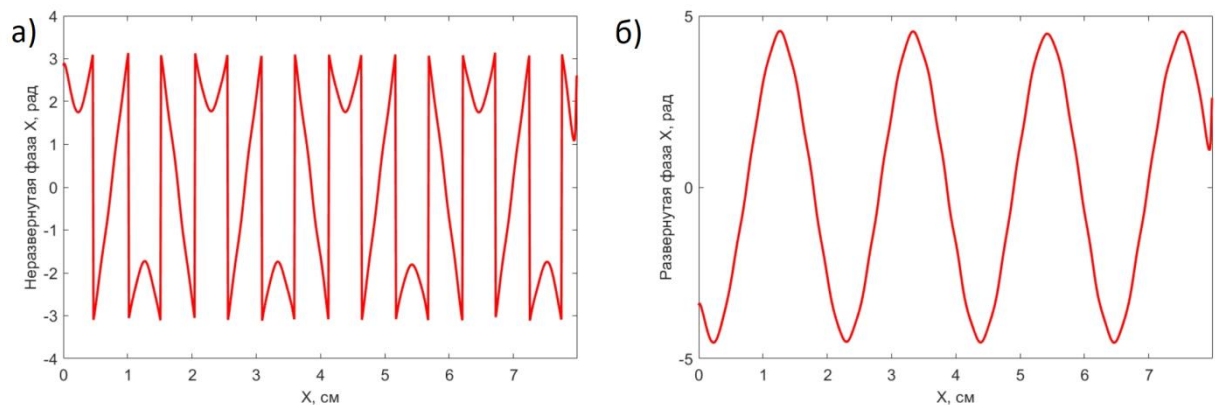 а)
Неразвернутая фаза X, рад
4
3
2
1
0
-1
-2
-3
-4
0 1 2 3 4 5 6 7
X, см
б)
Развернутая фаза X, рад
5
0
-5
0 1 2 3 4 5 6 7
X, см